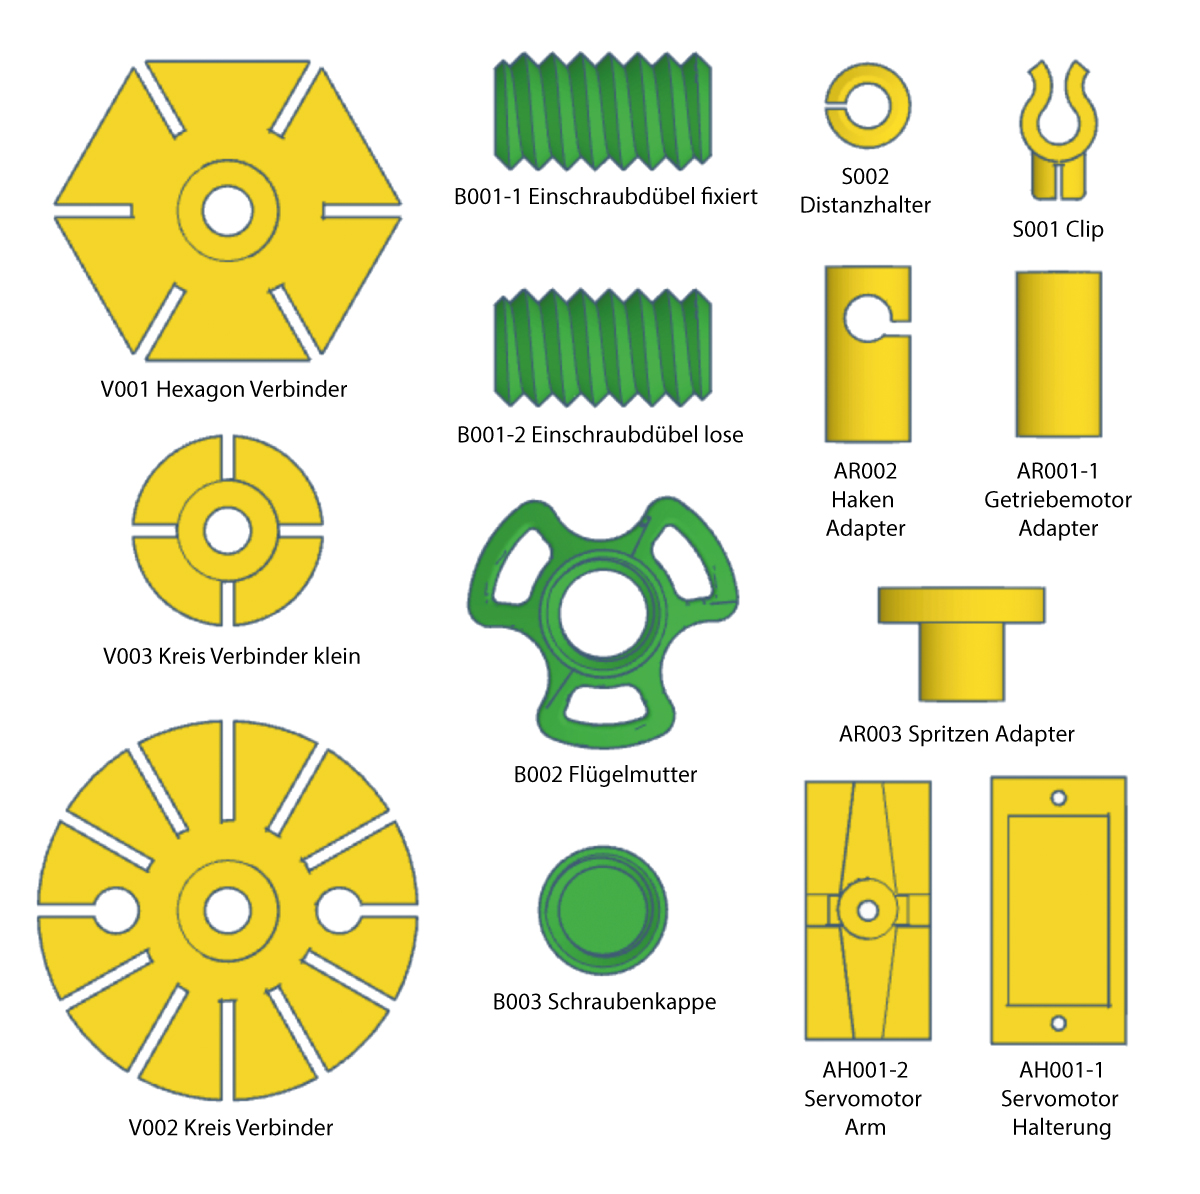 V001 Hexagon Verbinder
V003 Kreis Verbinder klein
V002 Kreis Verbinder
B001-1 Einschraubdübel fixiert
B001-2 Einschraubdübel lose
B002 Flügelmutter
B003 Schraubenkappe
S002
Distanzhalter
S001 Clip
AR002
Haken
Adapter
AR001-1
Getriebemotor
Adapter
AR003 Spritzen Adapter
AH001-2
Servomotor
Arm
AH001-1
Servomotor
Halterung